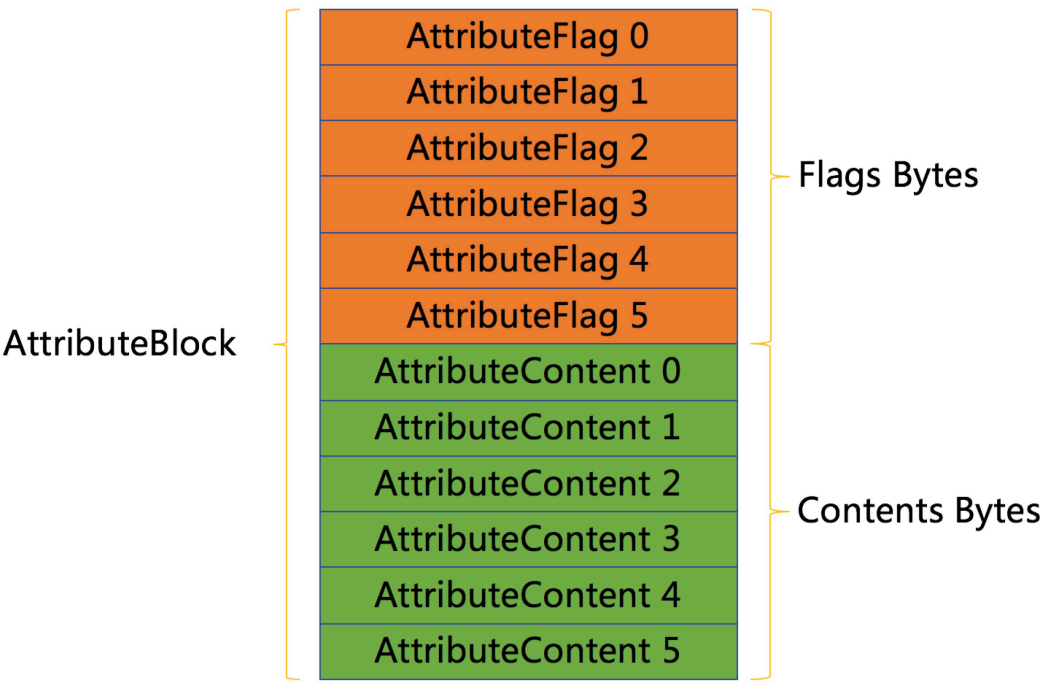 AttributeFlag 0
AttributeFlag 1
AttributeFlag 2
Flags Bytes
AttributeFlag 3
AttributeFlag 4
AttributeFlag 5
AttributeBlock
AttributeContent 0
AttributeContent 1
AttributeContent 2
Contents Bytes
AttributeContent 3
AttributeContent 4
AttributeContent 5